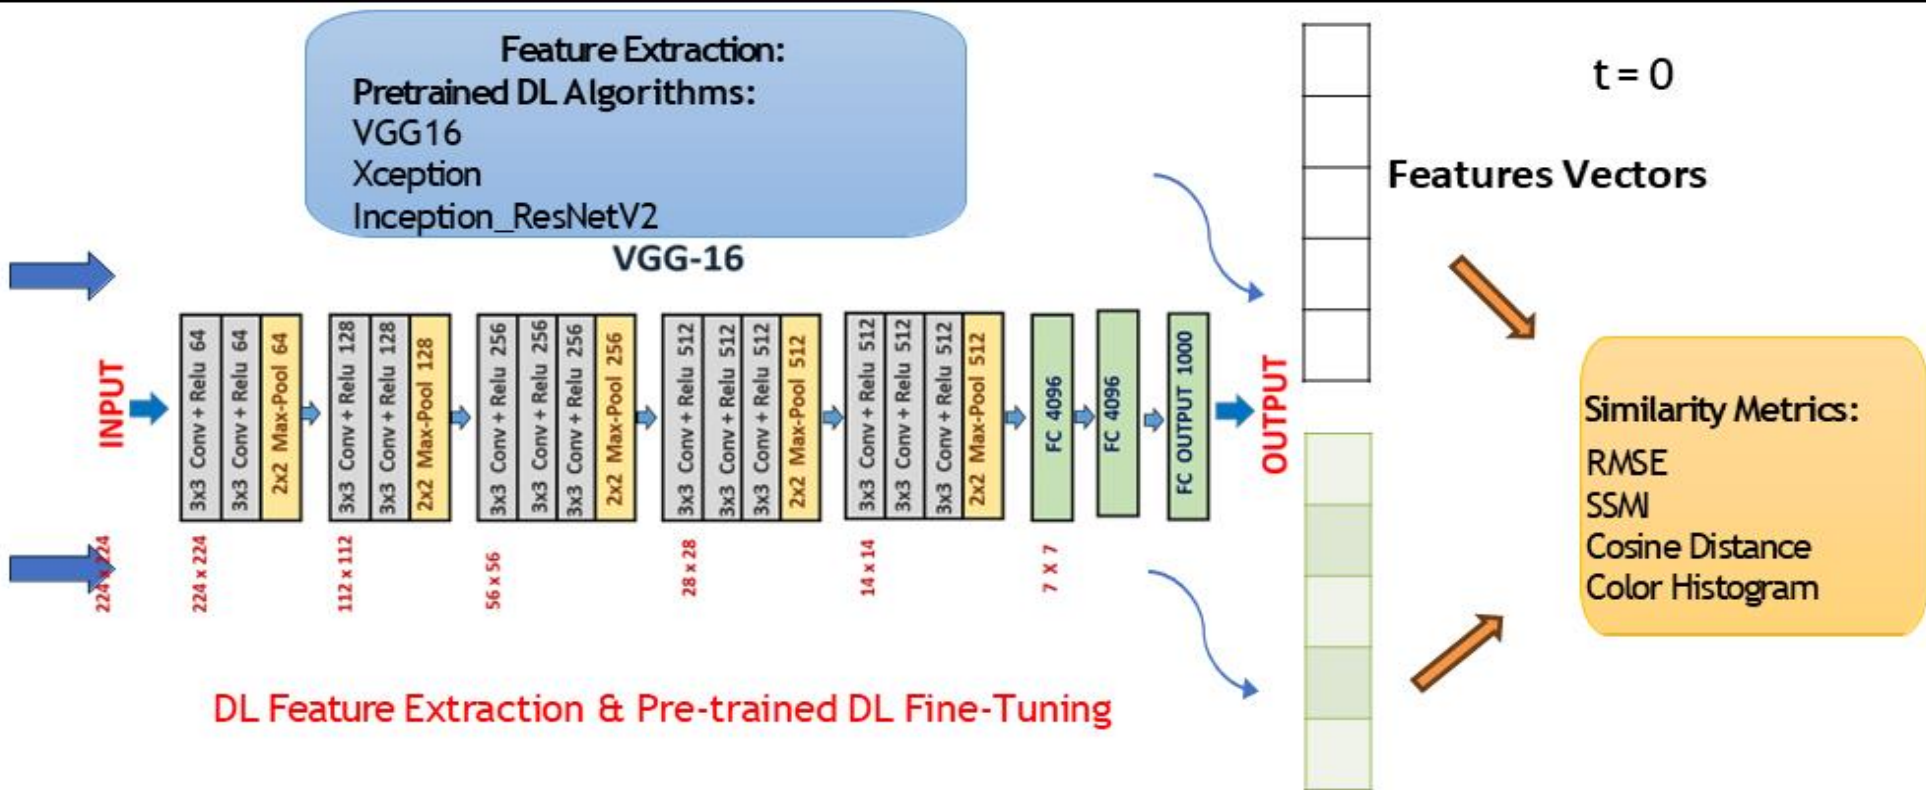 Feature Extraction:
Pretrained DL Algorithms:
VGG16
Xception
Inception_ResNetV2
t = 0
Features Vectors
VGG-16
INPUT
3x3 Conv + Relu 64
3x3 Conv + Relu 64
2x2 Max-Pool 64
3x3 Conv + Relu 128
3x3 Conv + Relu 128
2x2 Max-Pool 128
3x3 Conv + Relu 256
3x3 Conv + Relu 256
3x3 Conv + Relu 256
2x2 Max-Pool 256
3x3 Conv + Relu 512
3x3 Conv + Relu 512
3x3 Conv + Relu 512
2x2 Max-Pool 512
3x3 Conv + Relu 512
3x3 Conv + Relu 512
3x3 Conv + Relu 512
2x2 Max-Pool 512
FC 4096
FC 4096
FC OUTPUT 1000
OUTPUT
224 x 224
224 x 224
112 x 112
56 x 56
28 x 28
14 x 14
7 X 7
Similarity Metrics:
RMSE
SSMI
Cosine Distance
Color Histogram
DL Feature Extraction & Pre-trained DL Fine-Tuning